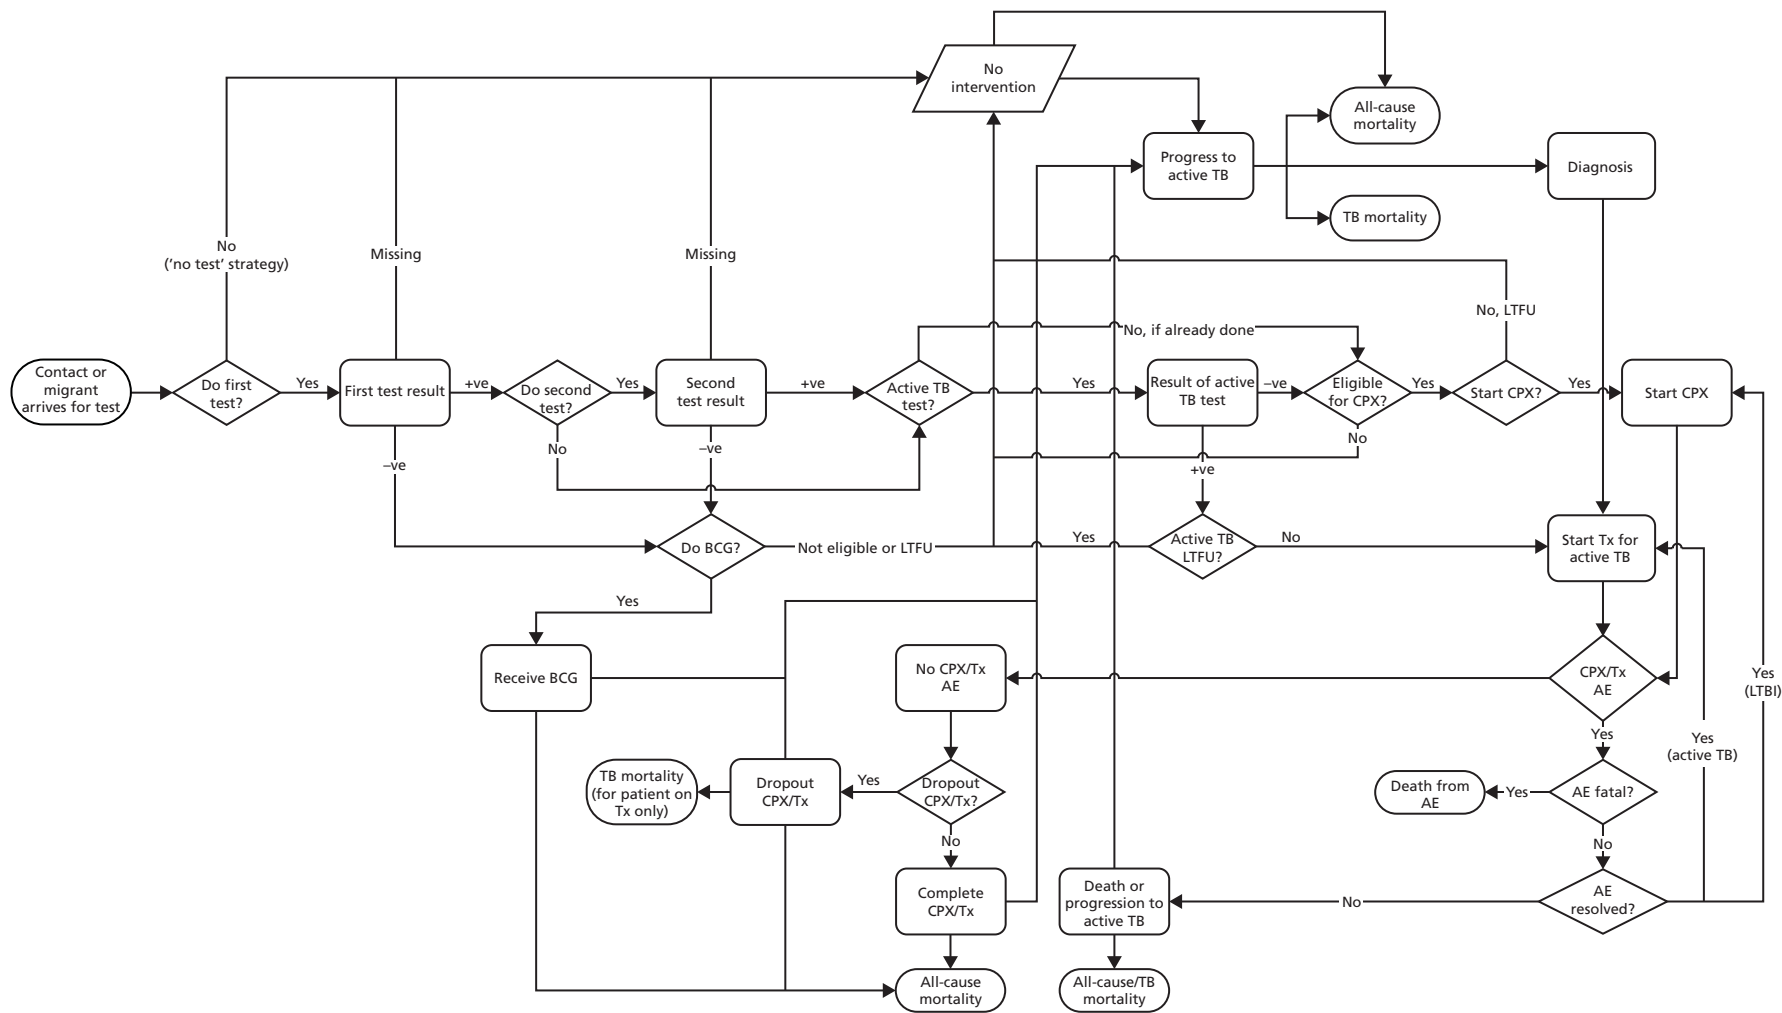 No
intervention
All-cause
mortality
Progress to
active TB
Diagnosis
TB mortality
No
('no test' strategy)
Missing
Missing
No, LTFU
No, if already done
Contact or
migrant
arrives for test
Do first
test?
Yes
First test result
+ve
Do second
test?
Yes
Second
test result
+ve
Active TB
test?
Yes
Result of active
TB test
–ve
Eligible
for CPX?
Yes
Start CPX?
Yes
Start CPX
–ve
No
–ve
No
+ve
Do BCG?
Not eligible or LTFU
Yes
Active TB
LTFU?
No
Start Tx for
active TB
Yes
Receive BCG
No CPX/Tx
AE
CPX/Tx
AE
Yes
(LTBI)
Yes
Yes
(active TB)
TB mortality
(for patient on
Tx only)
Dropout
CPX/Tx
Yes
Dropout
CPX/Tx?
Death from
AE
Yes
AE fatal?
No
No
Complete
CPX/Tx
Death or
progression to
active TB
No
AE
resolved?
All-cause
mortality
All-cause/TB
mortality